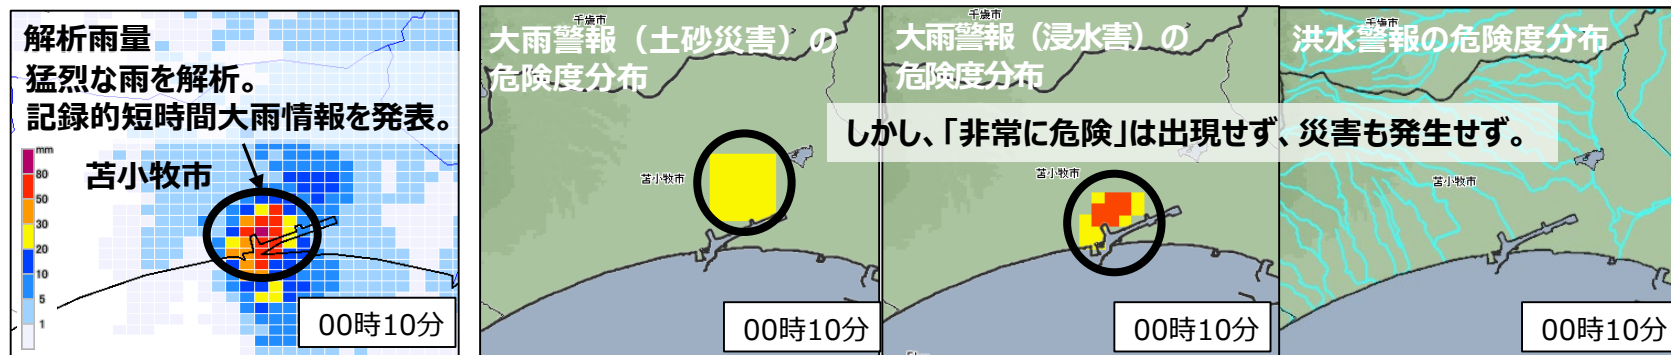 解析雨量
猛烈な雨を解析。
記録的短時間大雨情報を発表。
苫小牧市
mm
80
50
30
20
10
5
1
00時10分
大雨警報（土砂災害）の
危険度分布
千歳市
苫小牧市
00時10分
大雨警報（浸水害）の
危険度分布
千歳市
苫小牧市
00時10分
洪水警報の危険度分布
千歳市
苫小牧市
00時10分
しかし、「非常に危険」は出現せず、災害も発生せず。